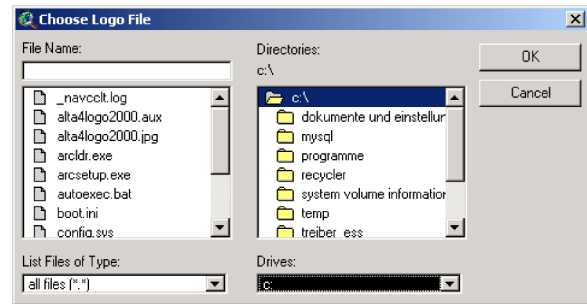 Choose Logo File
File Name:
_navcclt.log
alta4logo2000.aux
alta4logo2000.jpg
arcldr.exe
arcsetup.exe
autoexec.bat
boot.ini
config.sys
List Files of Type:
all files (*.*)
Directories:
c:\
c:\
dokumente und einstellur
mysql
programme
recycler
system volume information
temp
treiber_ess
Drives:
c:
OK
Cancel